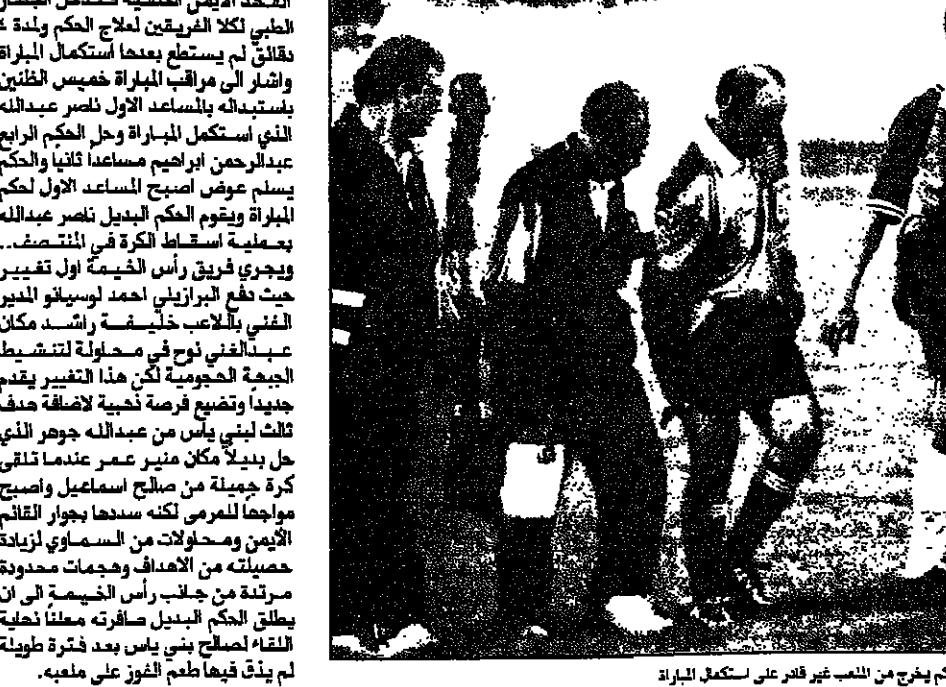 الطبي لكلا الفريقين لعلاج الحكم ولمدة
دقائق لم يستطع بعدها استكمال المباراة
واشار الى مراقب المباراة خميس الظنين
باستبداله بالمساعد الاول ناصر عبدالله
الذي استكمل المباراة وحل الحكم الرابع
عبدالرحمن ابراهيم مساعداً ثانيا والحكم
يسلم عوض اصبح المساعد الاول لحكم
المباراة ويقوم الحكم البديل ناصر عبدالله
بعملية اسقاط الكرة في المنتصف..
ويجري فريق رأس الخيمة اول تغيير
حيث دفع البرازيلي احمد لوسيانو المدير
الفني باللاعب خليفة راشد مكان
عبدالغني نوح في محاولة لتنشيط
الجبهة الهجومية لكن هذا التغيير يقدم
جديداً وتضيع فرصة ذهبية لاضافة هدف
ثالث لبني ياس من عبدالله جوهر الذي
حل بديلاً مكان منير عمر عندما تلقى
كرة جميلة من صالح اسماعيل واصبح
مواجها للمرمى لكنه سددها بجوار القائم
الأيمن ومحاولات من السماوي لزيادة
حصيلته من الأهداف وهجمات محدودة
مرتدة من جانب رأس الخيمة الى ان
يطلق الحكم البديل صافرته معلناً نهاية
اللقاء لصالح بني ياس بعد فترة طويلة
لم يذق فيها طعم الفوز على ملعبه.
يخرج من الملعب غير قادر على استكمال المباراة